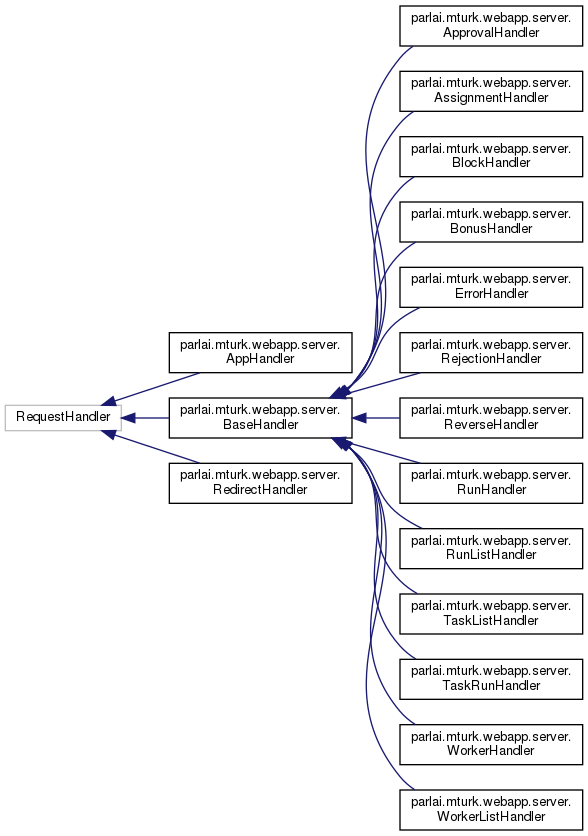 parlai.mturk.webapp.server.
ApprovalHandler
parlai.mturk.webapp.server.
AssignmentHandler
parlai.mturk.webapp.server.
BlockHandler
parlai.mturk.webapp.server.
BonusHandler
parlai.mturk.webapp.server.
ErrorHandler
parlai.mturk.webapp.server.
AppHandler
parlai.mturk.webapp.server.
RejectionHandler
RequestHandler
parlai.mturk.webapp.server.
BaseHandler
parlai.mturk.webapp.server.
ReverseHandler
parlai.mturk.webapp.server.
RedirectHandler
parlai.mturk.webapp.server.
RunHandler
parlai.mturk.webapp.server.
RunListHandler
parlai.mturk.webapp.server.
TaskListHandler
parlai.mturk.webapp.server.
TaskRunHandler
parlai.mturk.webapp.server.
WorkerHandler
parlai.mturk.webapp.server.
WorkerListHandler